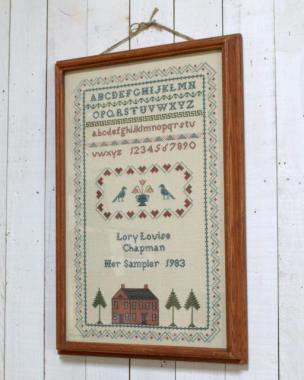 ABCDEFGHIJKLMN
OPQRSTUVWXYZ
abcdefghijklmnopqrstu
vwxyz 1234567890
Lory Louise
Chapman
Her Sampler 1983